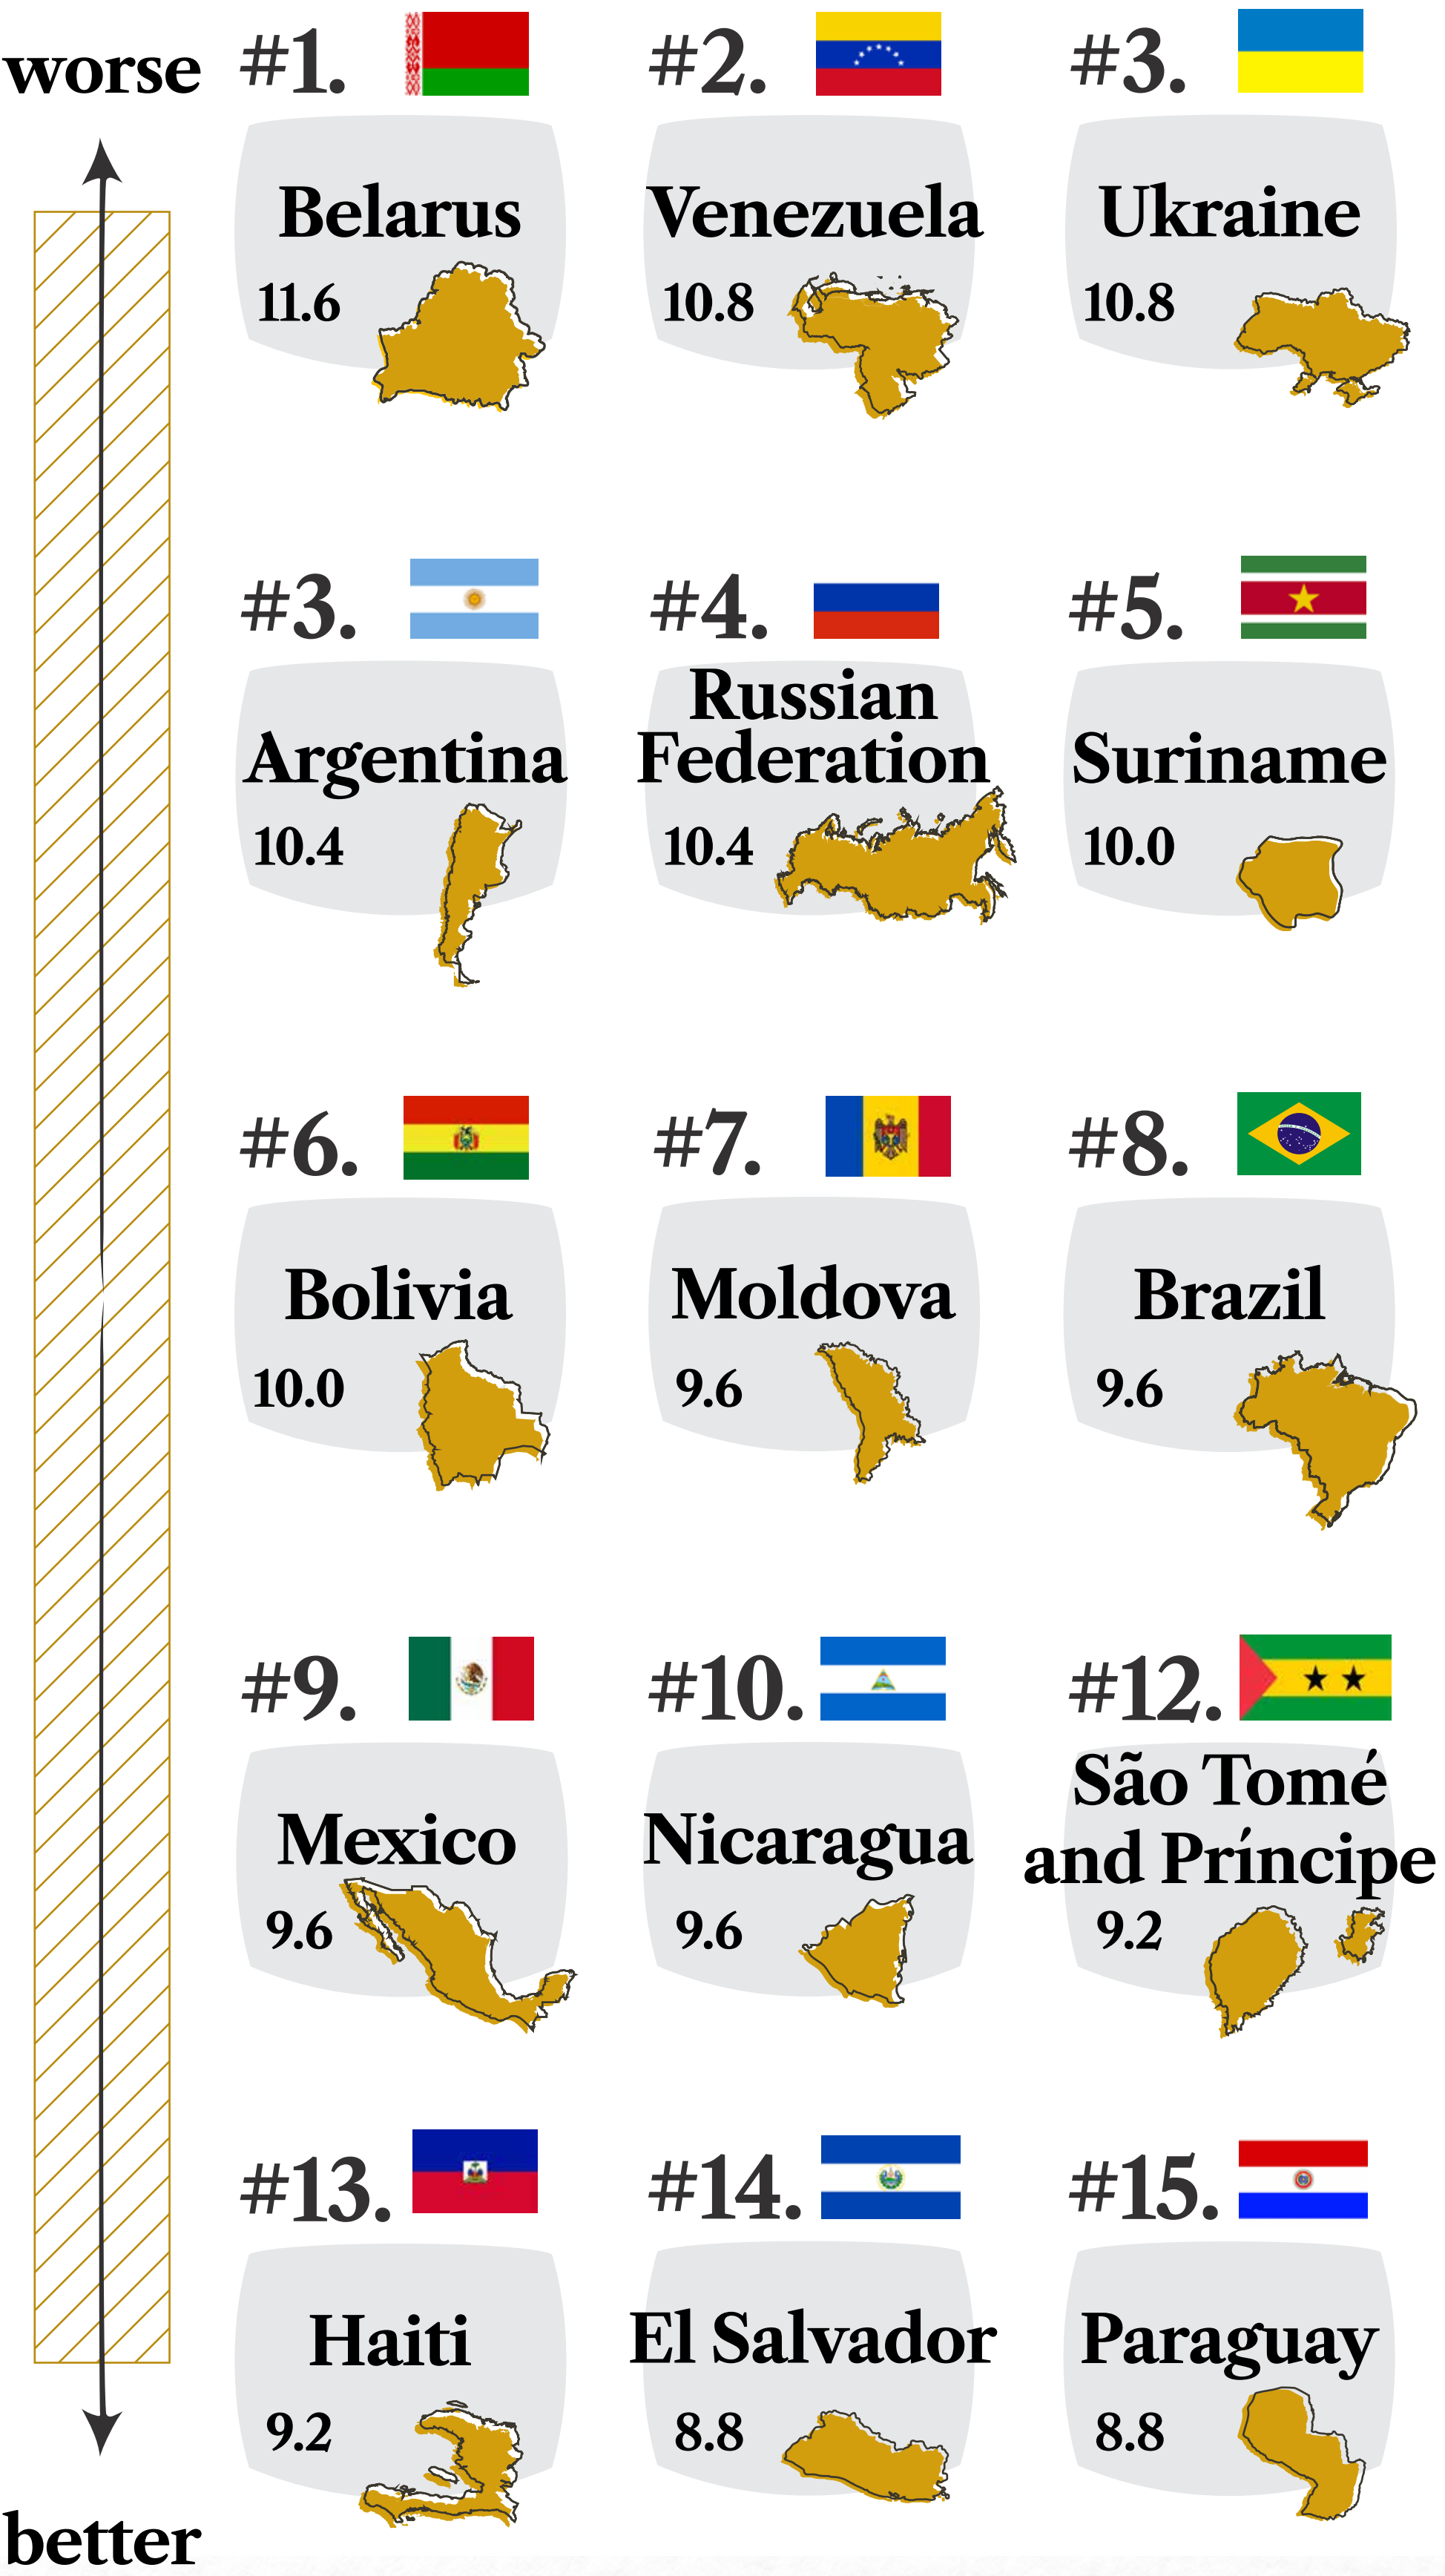 worse
#1.
#2.
#3.
Belarus
Venezuela
Ukraine
11.6
10.8
10.8
#3.
#4.
#5.
Argentina
Russian
Federation
Suriname
10.4
10.4
10.0
#6.
#7.
#8.
Bolivia
Moldova
Brazil
10.0
9.6
9.6
#9.
#10.
#12.
Mexico
Nicaragua
São Tomé
and Príncipe
9.6
9.6
9.2
#13.
#14.
#15.
Haiti
El Salvador
Paraguay
9.2
8.8
8.8
better